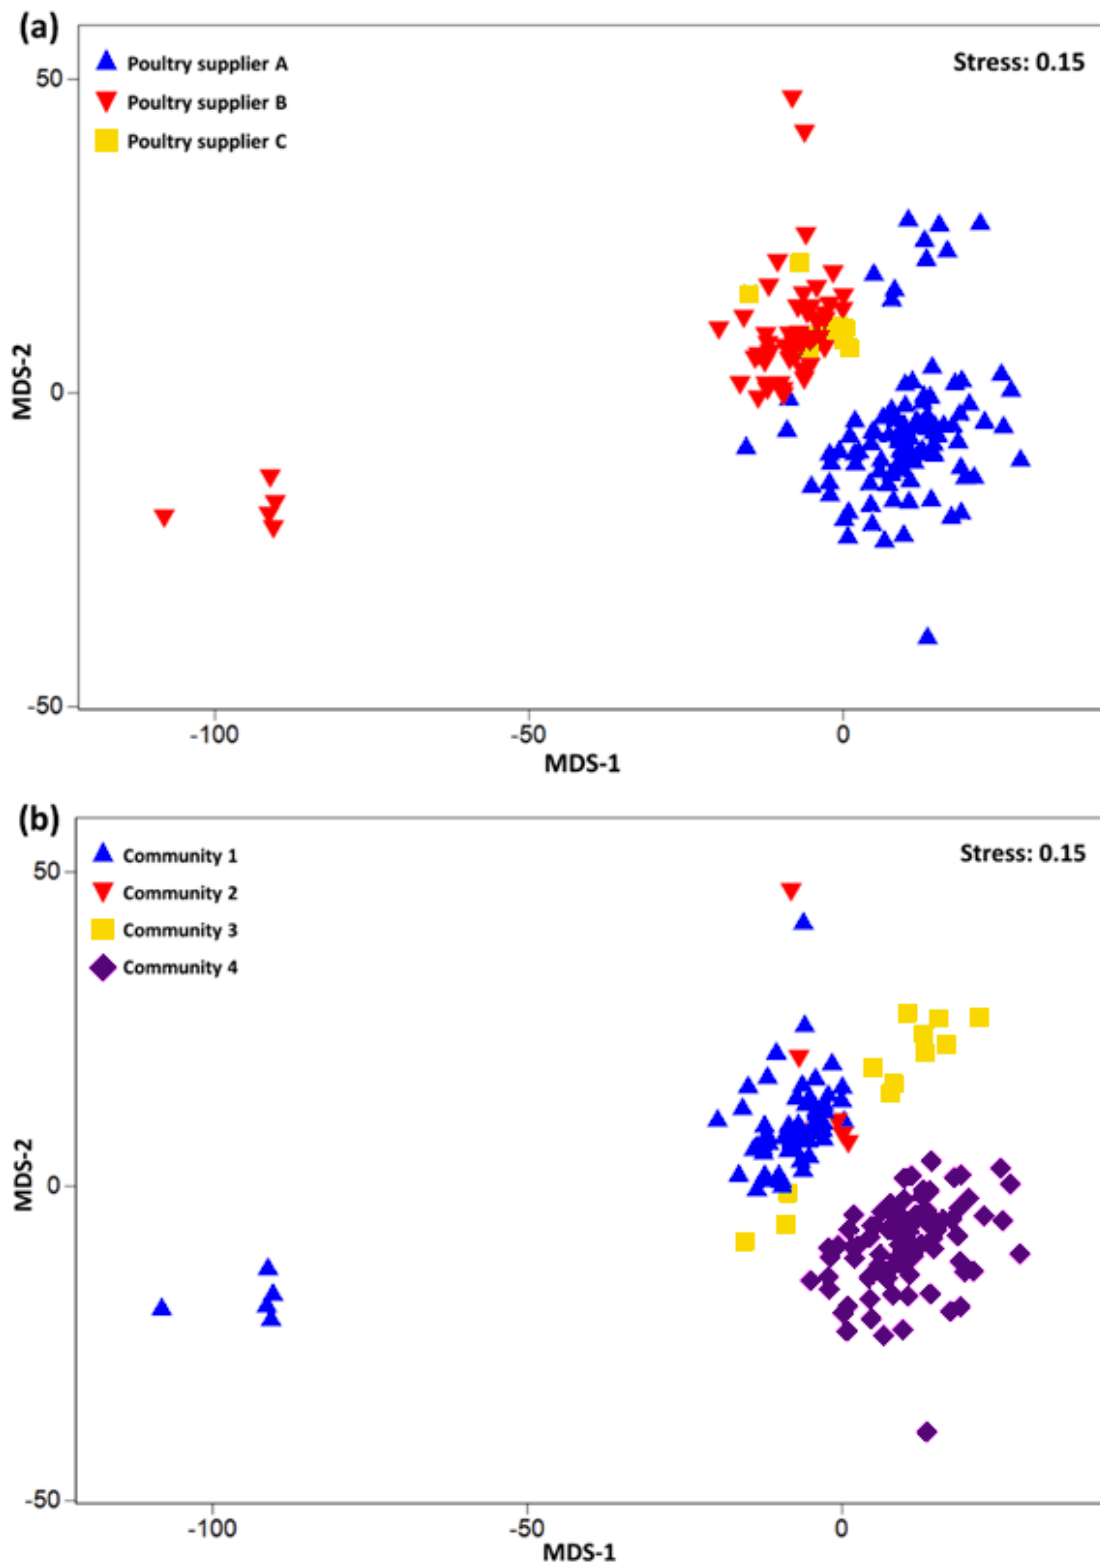 (a)
Poultry supplier A
Poultry supplier B
Poultry supplier C
Stress: 0.15
50
0
-50
MDS-2
-100
-50
0
MDS-1
(b)
Community 1
Community 2
Community 3
Community 4
Stress: 0.15
50
0
-50
MDS-2
-100
-50
0
MDS-1